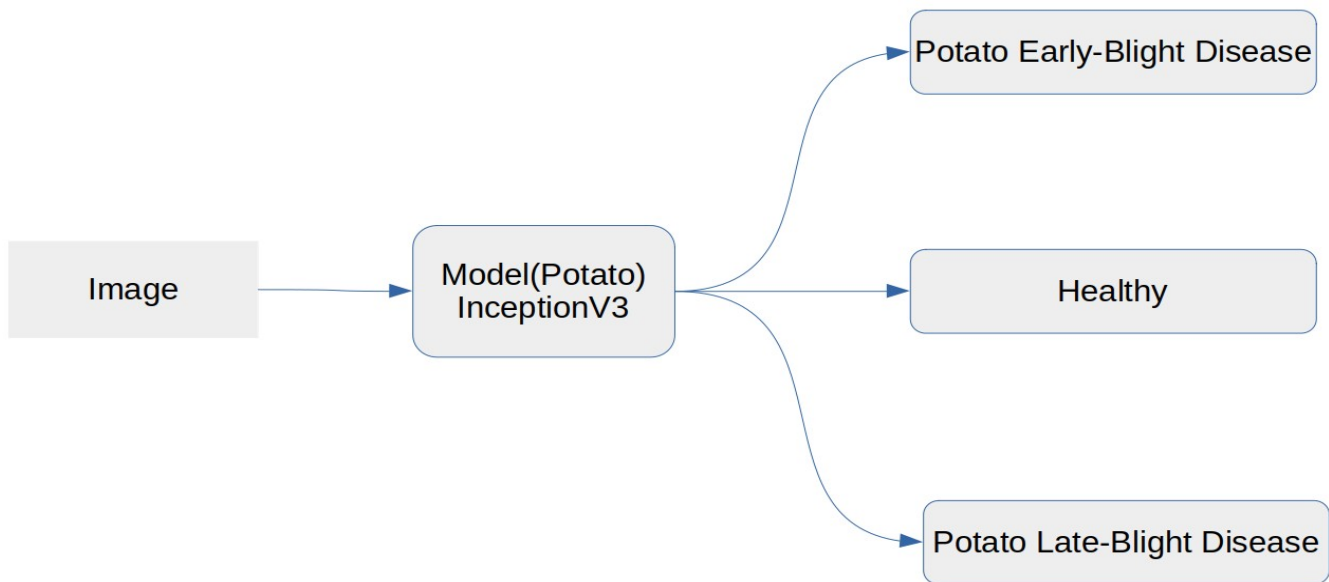 Image
Model(Potato)
InceptionV3
Potato Early-Blight Disease
Healthy
Potato Late-Blight Disease